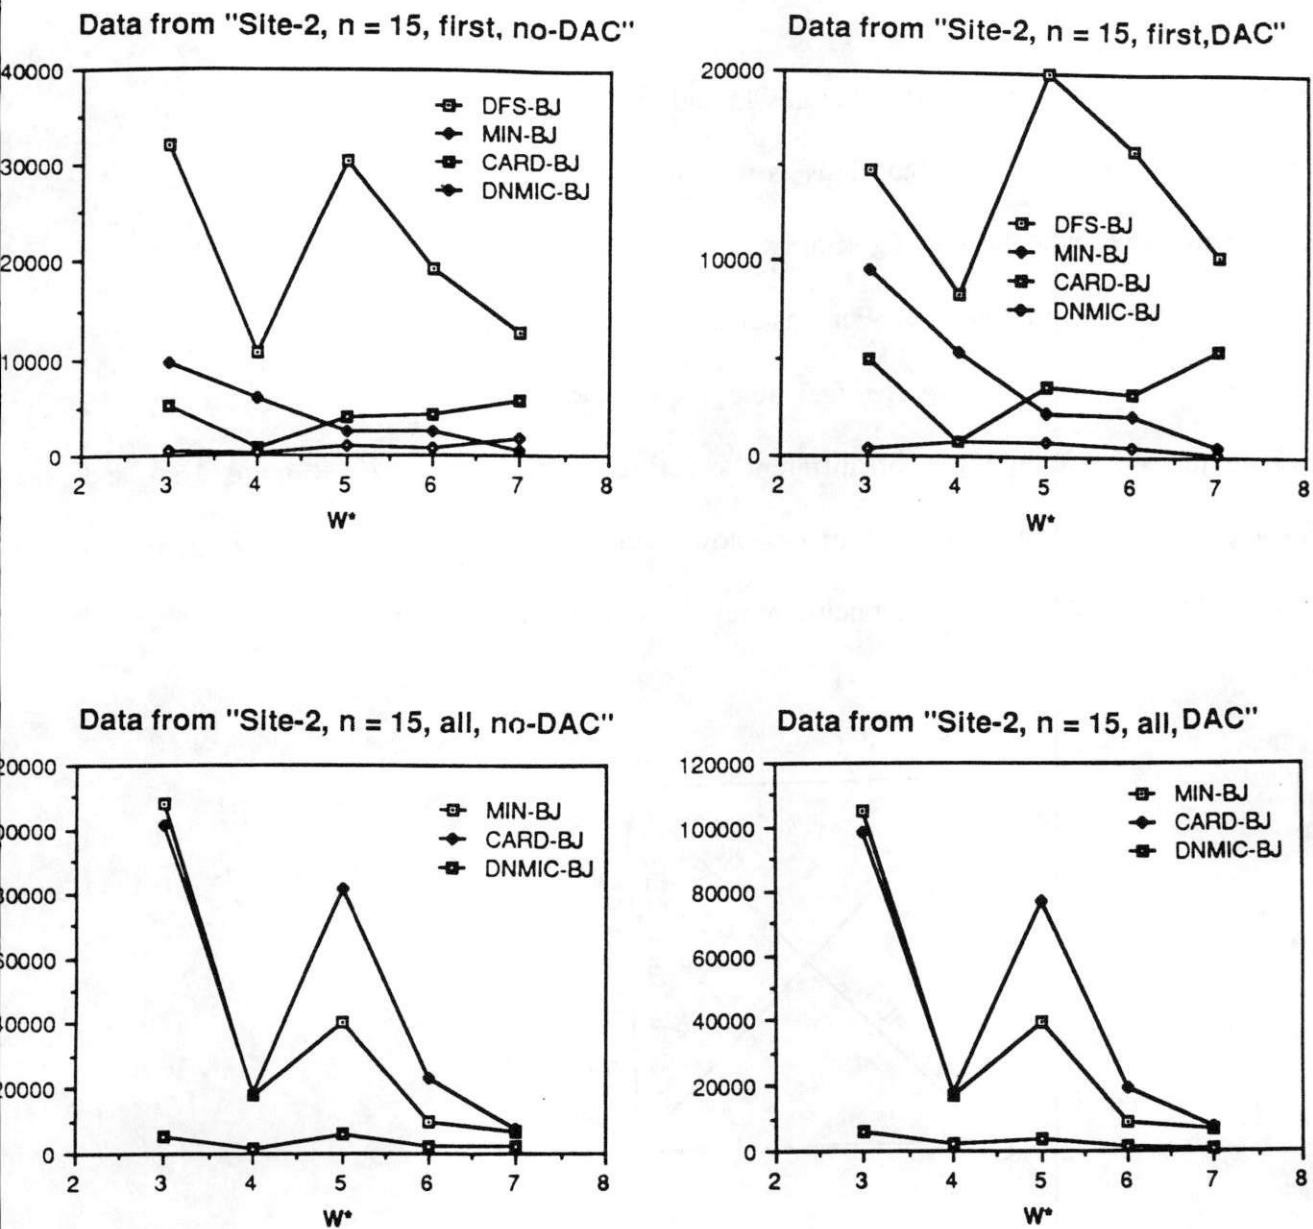 Data from "Site-2, n = 15, first, no-DAC"
40000
30000
20000
10000
0
2 3 4 5 6 7 8
W*
DFS-BJ
MIN-BJ
CARD-BJ
DNMIC-BJ
Data from "Site-2, n = 15, first,DAC"
20000
10000
0
2 3 4 5 6 7 8
W*
DFS-BJ
MIN-BJ
CARD-BJ
DNMIC-BJ
Data from "Site-2, n = 15, all, no-DAC"
20000
00000
80000
60000
40000
20000
0
2 3 4 5 6 7 8
W*
MIN-BJ
CARD-BJ
DNMIC-BJ
Data from "Site-2, n = 15, all, DAC"
120000
100000
80000
60000
40000
20000
0
2 3 4 5 6 7 8
W*
MIN-BJ
CARD-BJ
DNMIC-BJ